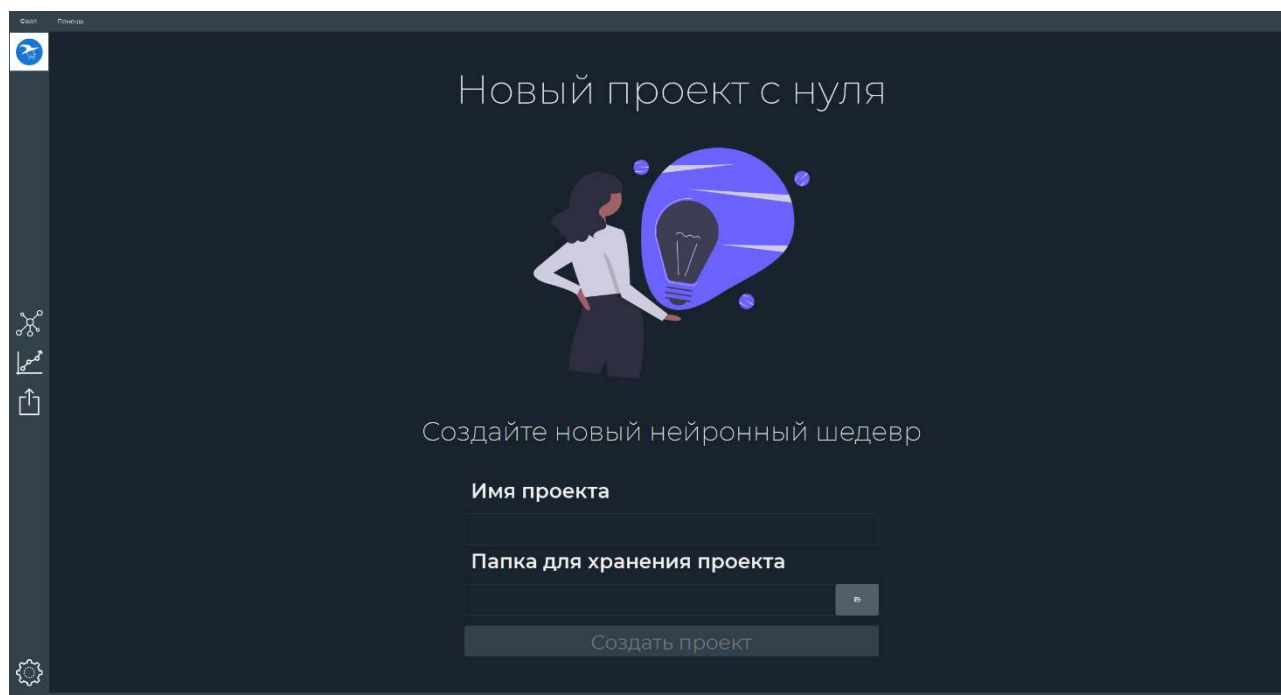 Файл Помощь
Новый проект с нуля
Создайте новый нейронный шедевр
Имя проекта
Папка для хранения проекта
Создать проект